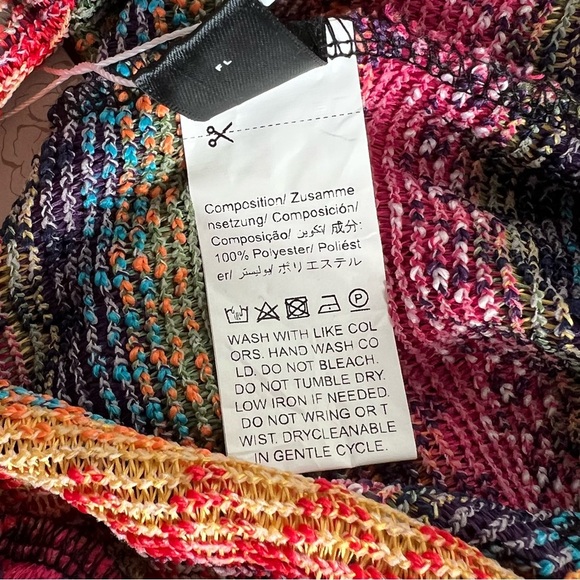 FL
Composition/ Zusamme
nsetzung/ Composición/
Composição/ تكوين/ 成分:
100% Polyester/ Poliést
er/ بوليستر/ ポリエステル
P
WASH WITH LIKE COL
ORS. HAND WASH CO
LD. DO NOT BLEACH.
DO NOT TUMBLE DRY.
LOW IRON IF NEEDED.
DO NOT WRING OR T
WIST. DRYCLEANABLE
IN GENTLE CYCLE.